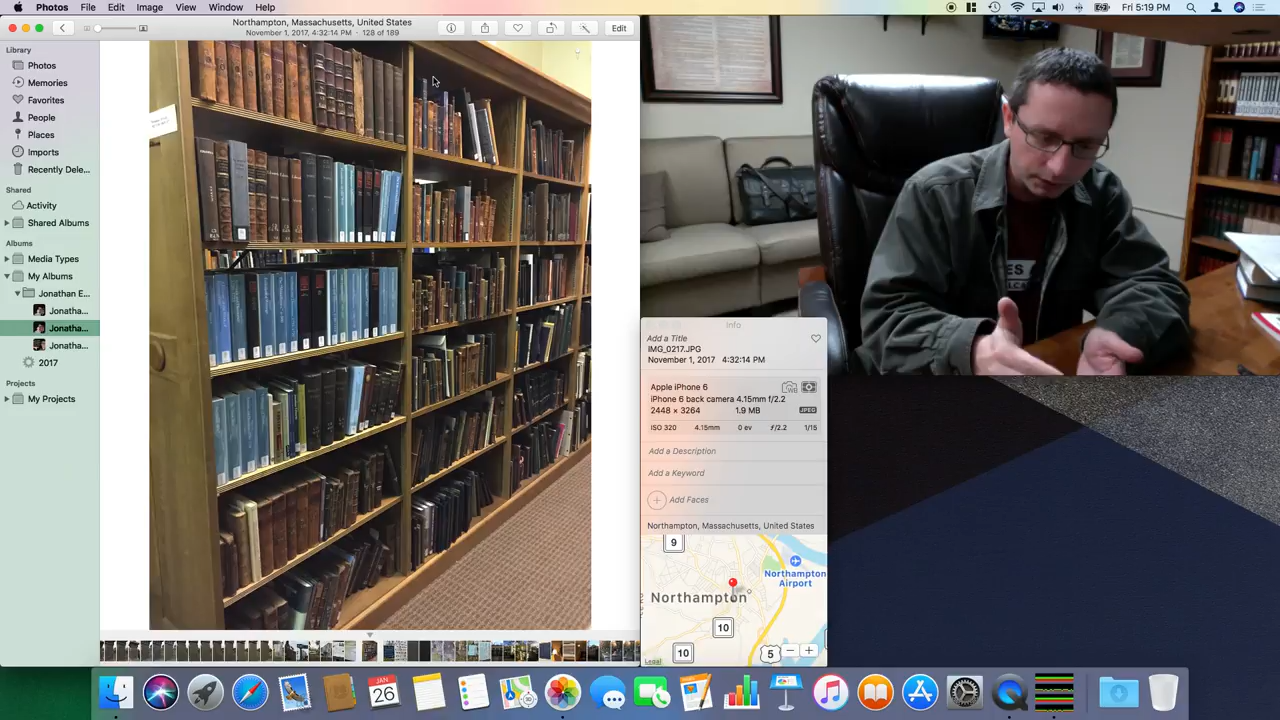 Photos File Edit Image View Window Help
Fri 5:19 PM
Northampton, Massachusetts, United States
November 1, 2017, 4:32:14 PM • 128 of 189
Edit
Library
Photos
Memories
Favorites
People
Places
Imports
Recently Dele...
Shared
Activity
Shared Albums
Albums
Media Types
My Albums
Jonathan E...
Jonatha...
Jonatha...
Jonatha...
2017
Projects
My Projects
Info
Add a Title
IMG_0217.JPG
November 1, 2017 4:32:14 PM
Apple iPhone 6
iPhone 6 back camera 4.15mm f/2.2
2448 × 3264 1.9 MB JPEG
ISO 320 4.15mm 0 ev ƒ/2.2 1/15
Add a Description
Add a Keyword
Add Faces
Northampton, Massachusetts, United States
9
Northampton
Airport
Northampton
10
10
5
Legal
JAN
26